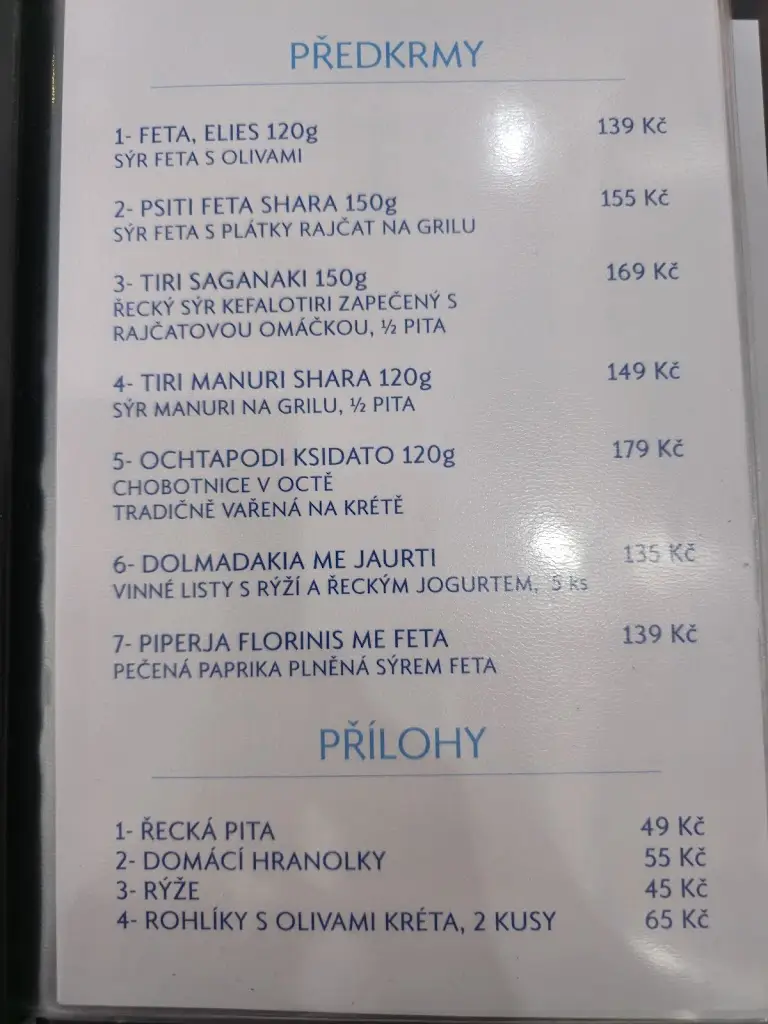 PŘEDKRMY
1- FETA, ELIES 120g 139 Kč
SÝR FETA S OLIVAMI
2- PSITI FETA SHARA 150g 155 Kč
SÝR FETA S PLÁTKY RAJČAT NA GRILU
3- TIRI SAGANAKI 150g 169 Kč
ŘECKÝ SÝR KEFALOTIRI ZAPEČENÝ S
RAJČATOVOU OMÁČKOU, ½ PITA
4- TIRI MANURI SHARA 120g 149 Kč
SÝR MANURI NA GRILU, ½ PITA
5- OCHTAPODI KSIDATO 120g 179 Kč
CHOBOTNICE V OCTĚ
TRADIČNĚ VAŘENÁ NA KRÉTĚ
6- DOLMADAKIA ME JAURTI 135 Kč
VINNÉ LISTY S RÝŽÍ A ŘECKÝM JOGURTEM, 5 ks
7- PIPERJA FLORINIS ME FETA 139 Kč
PEČENÁ PAPRIKA PLNĚNÁ SÝREM FETA
PŘÍLOHY
1- ŘECKÁ PITA 49 Kč
2- DOMÁCÍ HRANOLKY 55 Kč
3- RÝŽE 45 Kč
4- ROHLÍKY S OLIVAMI KRÉTA, 2 KUSY 65 Kč